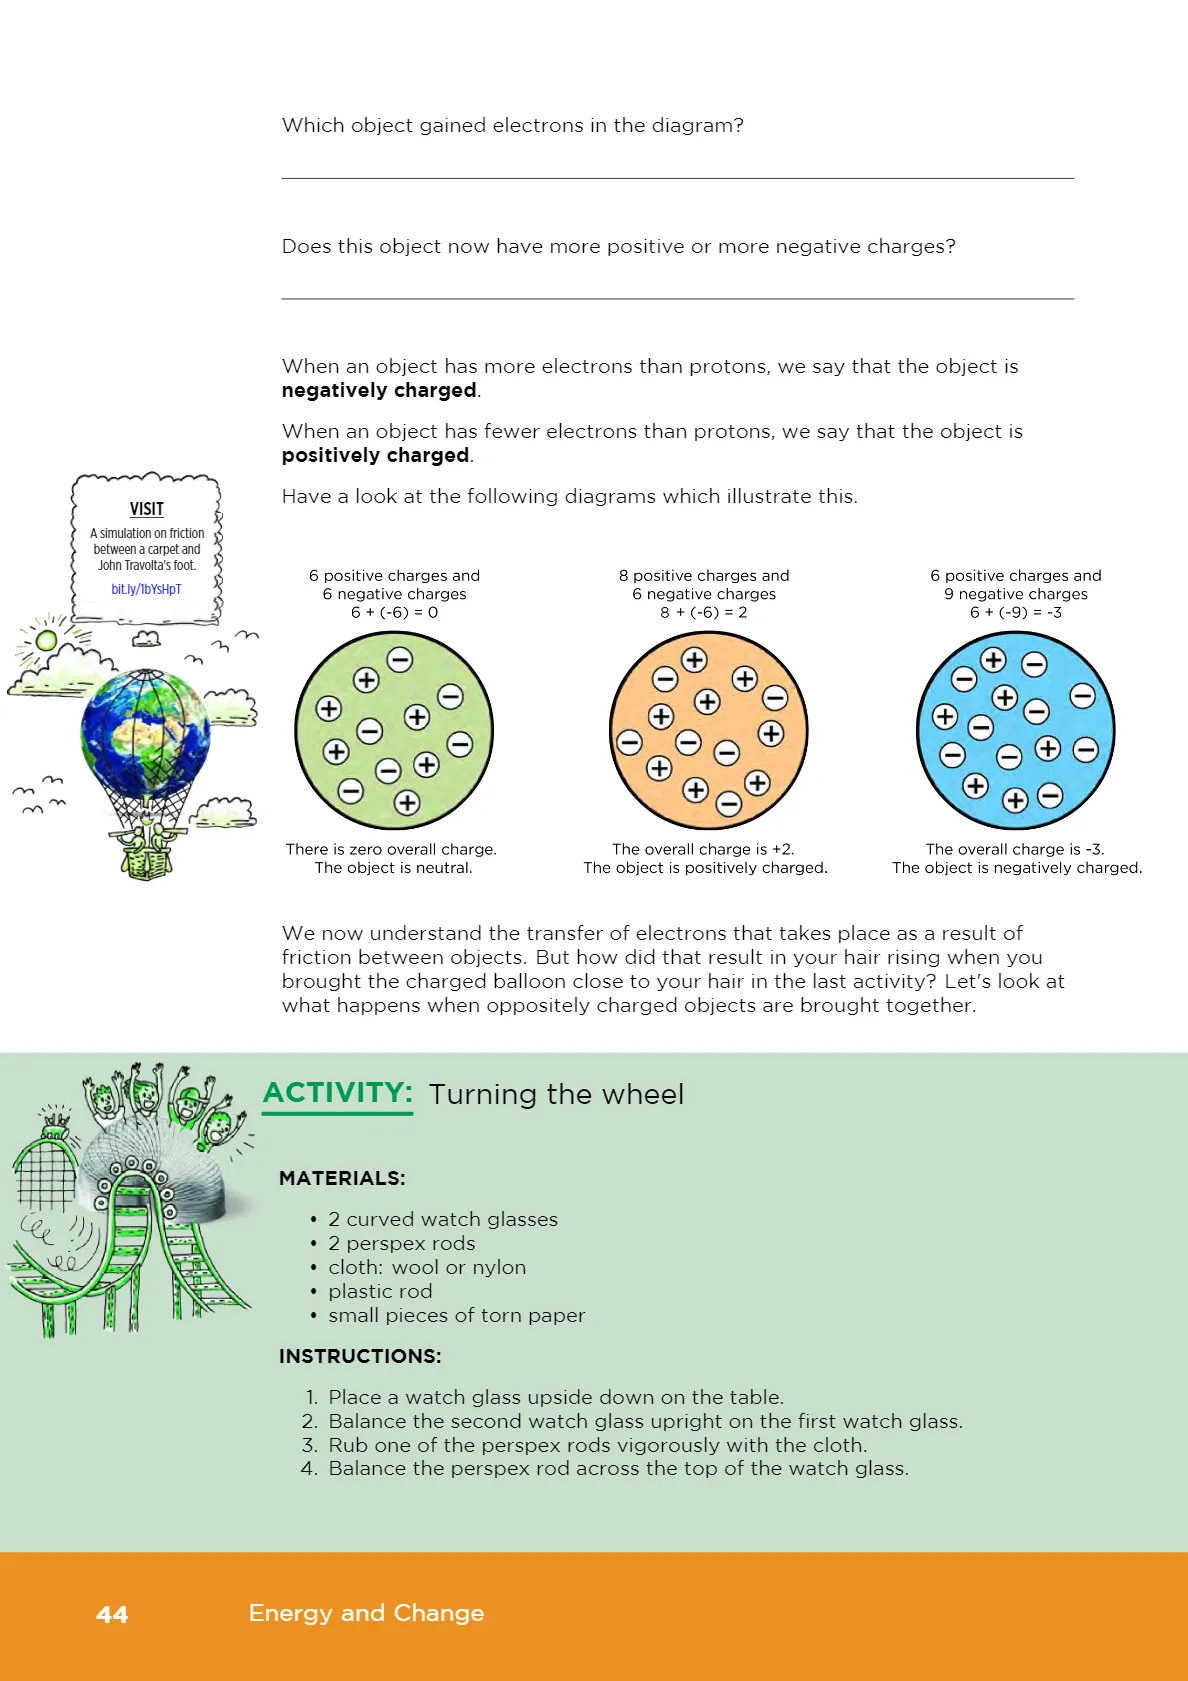 Which object gained electrons in the diagram?
Does this object now have more positive or more negative charges?
When an object has more electrons than protons, we say that the object is
negatively charged.
When an object has fewer electrons than protons, we say that the object is
positively charged.
Have a look at the following diagrams which illustrate this.
VISIT
A simulation on friction
between a carpet and
John Travolta's foot.
bit.ly/1bYsHpT
6 positive charges and
6 negative charges
6 + (-6) = 0
8 positive charges and
6 negative charges
8 + (-6) = 2
6 positive charges and
9 negative charges
6 + (-9) = -3
There is zero overall charge.
The object is neutral.
The overall charge is +2.
The object is positively charged.
The overall charge is -3.
The object is negatively charged.
We now understand the transfer of electrons that takes place as a result of
friction between objects. But how did that result in your hair rising when you
brought the charged balloon close to your hair in the last activity? Let's look at
what happens when oppositely charged objects are brought together.
ACTIVITY: Turning the wheel
MATERIALS:
• 2 curved watch glasses
• 2 perspex rods
• cloth: wool or nylon
• plastic rod
• small pieces of torn paper
INSTRUCTIONS:
1. Place a watch glass upside down on the table.
2. Balance the second watch glass upright on the first watch glass.
3. Rub one of the perspex rods vigorously with the cloth.
4. Balance the perspex rod across the top of the watch glass.
44 Energy and Change